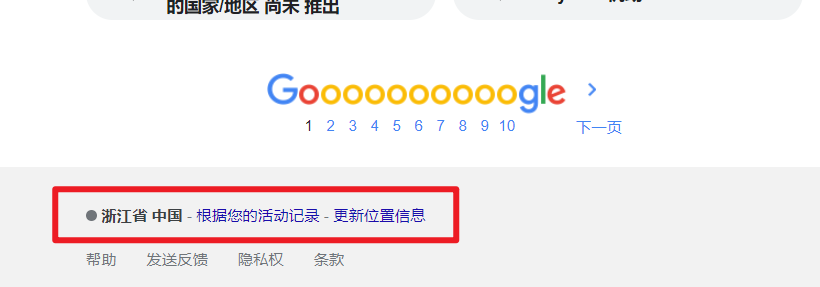 的国家/地区 尚未 推出
Goooooooooogle >
1 2 3 4 5 6 7 8 9 10 下一页
浙江省 中国 - 根据您的活动记录 - 更新位置信息
帮助 发送反馈 隐私权 条款